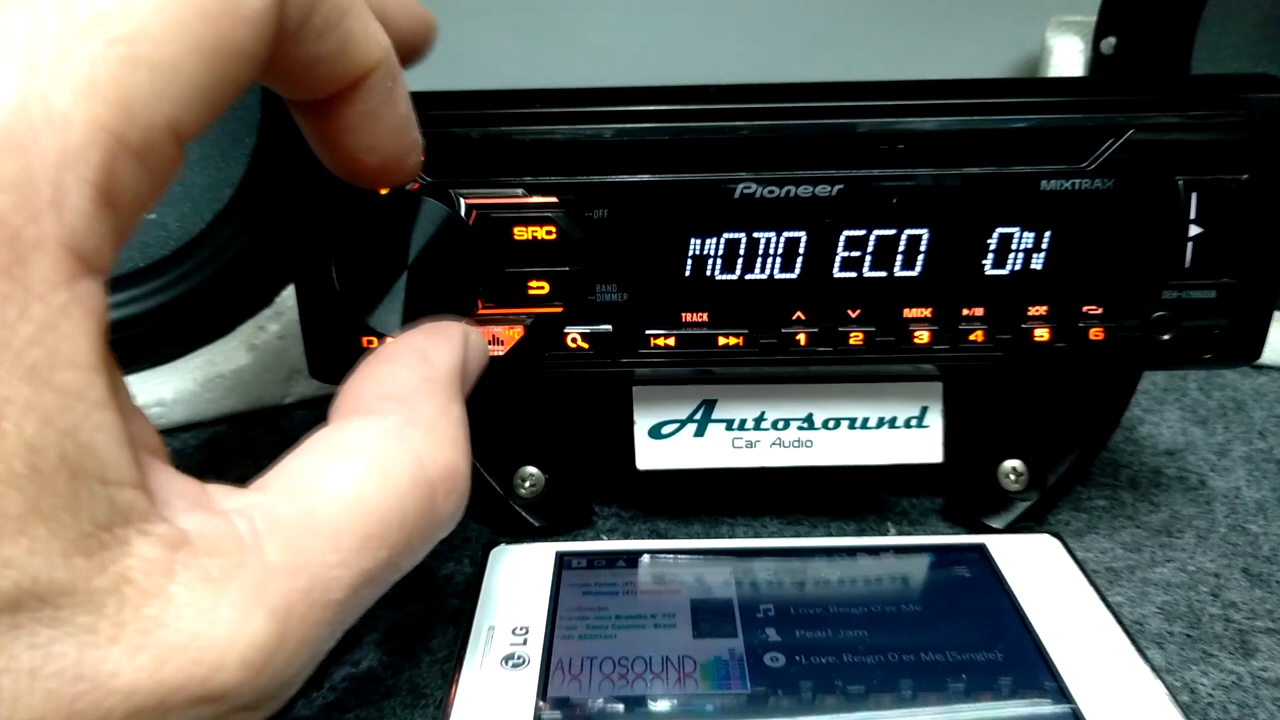 Pioneer
MIXTRAX
OFF
SRC
MODO ECO ON
BAND
DIMMER
TRACK
MIX
1 2 3 4 5 6
Autosound
Car Audio
LG
Love, Reign O'er Me
Pearl Jam
*Love, Reign O'er Me [Single]
AUTOSOUND